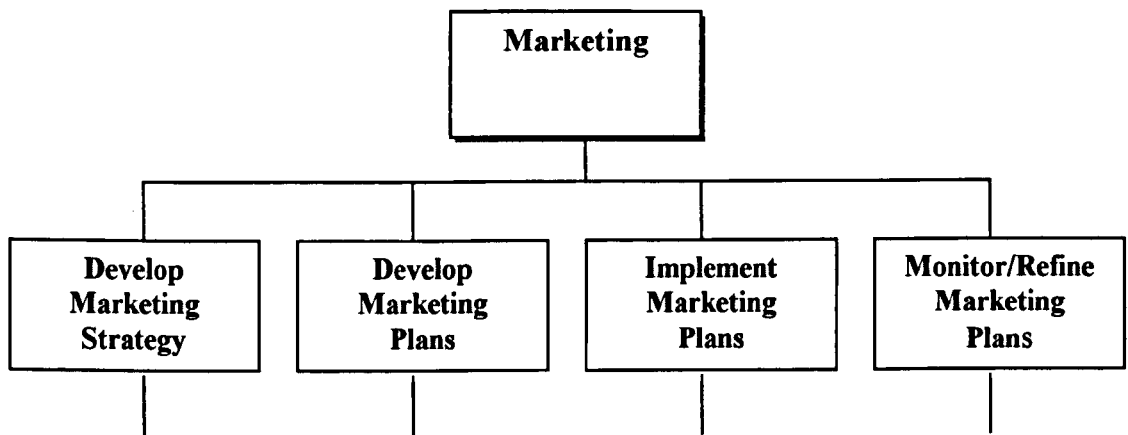 Marketing
Develop
Marketing
Strategy
Develop
Marketing
Plans
Implement
Marketing
Plans
Monitor/Refine
Marketing
Plans